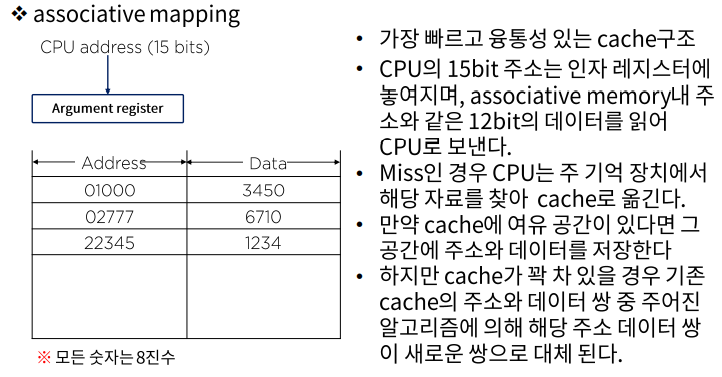 ❖ associative mapping
CPU address (15 bits)
Argument register
Address Data
01000 3450
02777 6710
22345 1234
※ 모든 숫자는 8진수
• 가장 빠르고 융통성 있는 cache구조
• CPU의 15bit 주소는 인자 레지스터에
놓여지며, associative memory내 주
소와 같은 12bit의 데이터를 읽어
CPU로 보낸다.
• Miss인 경우 CPU는 주 기억 장치에서
해당 자료를 찾아 cache로 옮긴다.
• 만약 cache에 여유 공간이 있다면 그
공간에 주소와 데이터를 저장한다
• 하지만 cache가 꽉 차 있을 경우 기존
cache의 주소와 데이터 쌍 중 주어진
알고리즘에 의해 해당 주소 데이터 쌍
이 새로운 쌍으로 대체 된다.